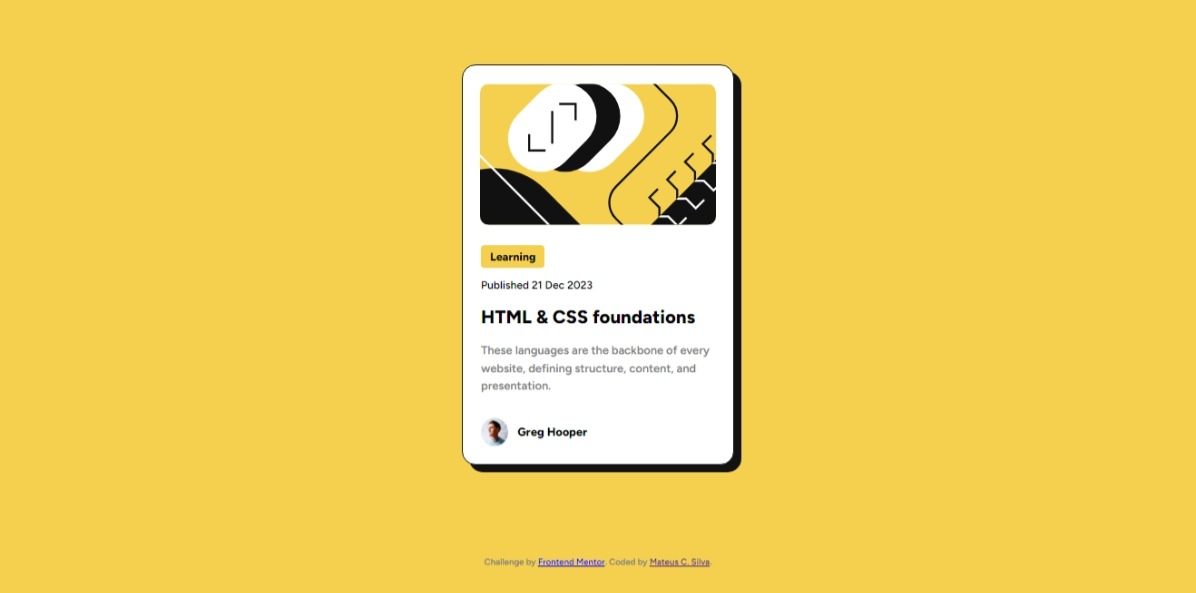 Learning
Published 21 Dec 2023
HTML & CSS foundations
These languages are the backbone of every
website, defining structure, content, and
presentation.
Greg Hooper
Challenge by Frontend Mentor. Coded by Mateus C. Silva.